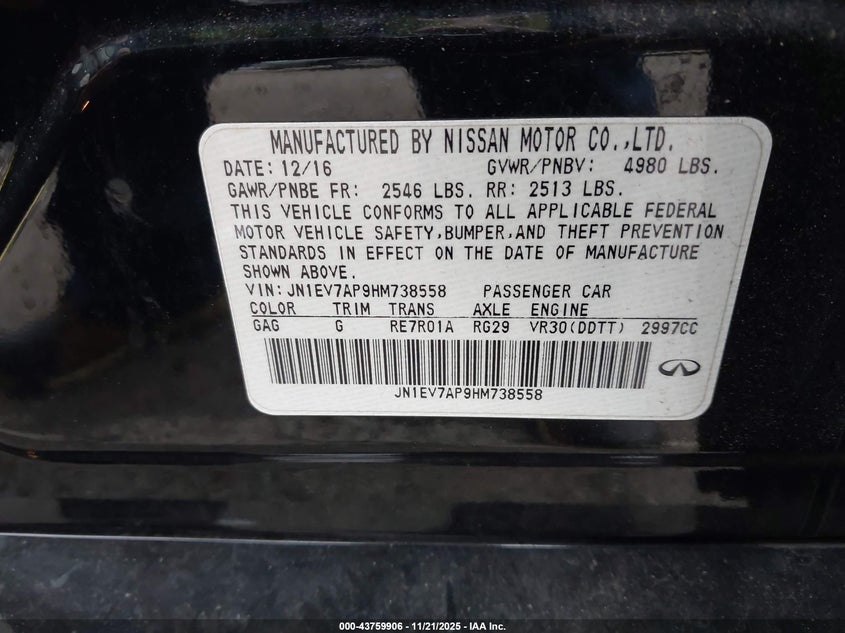 MANUFACTURED BY NISSAN MOTOR CO.,LTD.
DATE: 12/16 GVWR/PNBV: 4980 LBS.
GAWR/PNBE FR: 2546 LBS. RR: 2513 LBS.
THIS VEHICLE CONFORMS TO ALL APPLICABLE FEDERAL
MOTOR VEHICLE SAFETY,BUMPER,AND THEFT PREVENTION
STANDARDS IN EFFECT ON THE DATE OF MANUFACTURE
SHOWN ABOVE.
VIN: JN1EV7AP9HM738558 PASSENGER CAR
COLOR TRIM TRANS AXLE ENGINE
GAG G RE7R01A RG29 VR30(DDTT) 2997CC
JN1EV7AP9HM738558
000-43759906 - 11/21/2025 - IAA Inc.